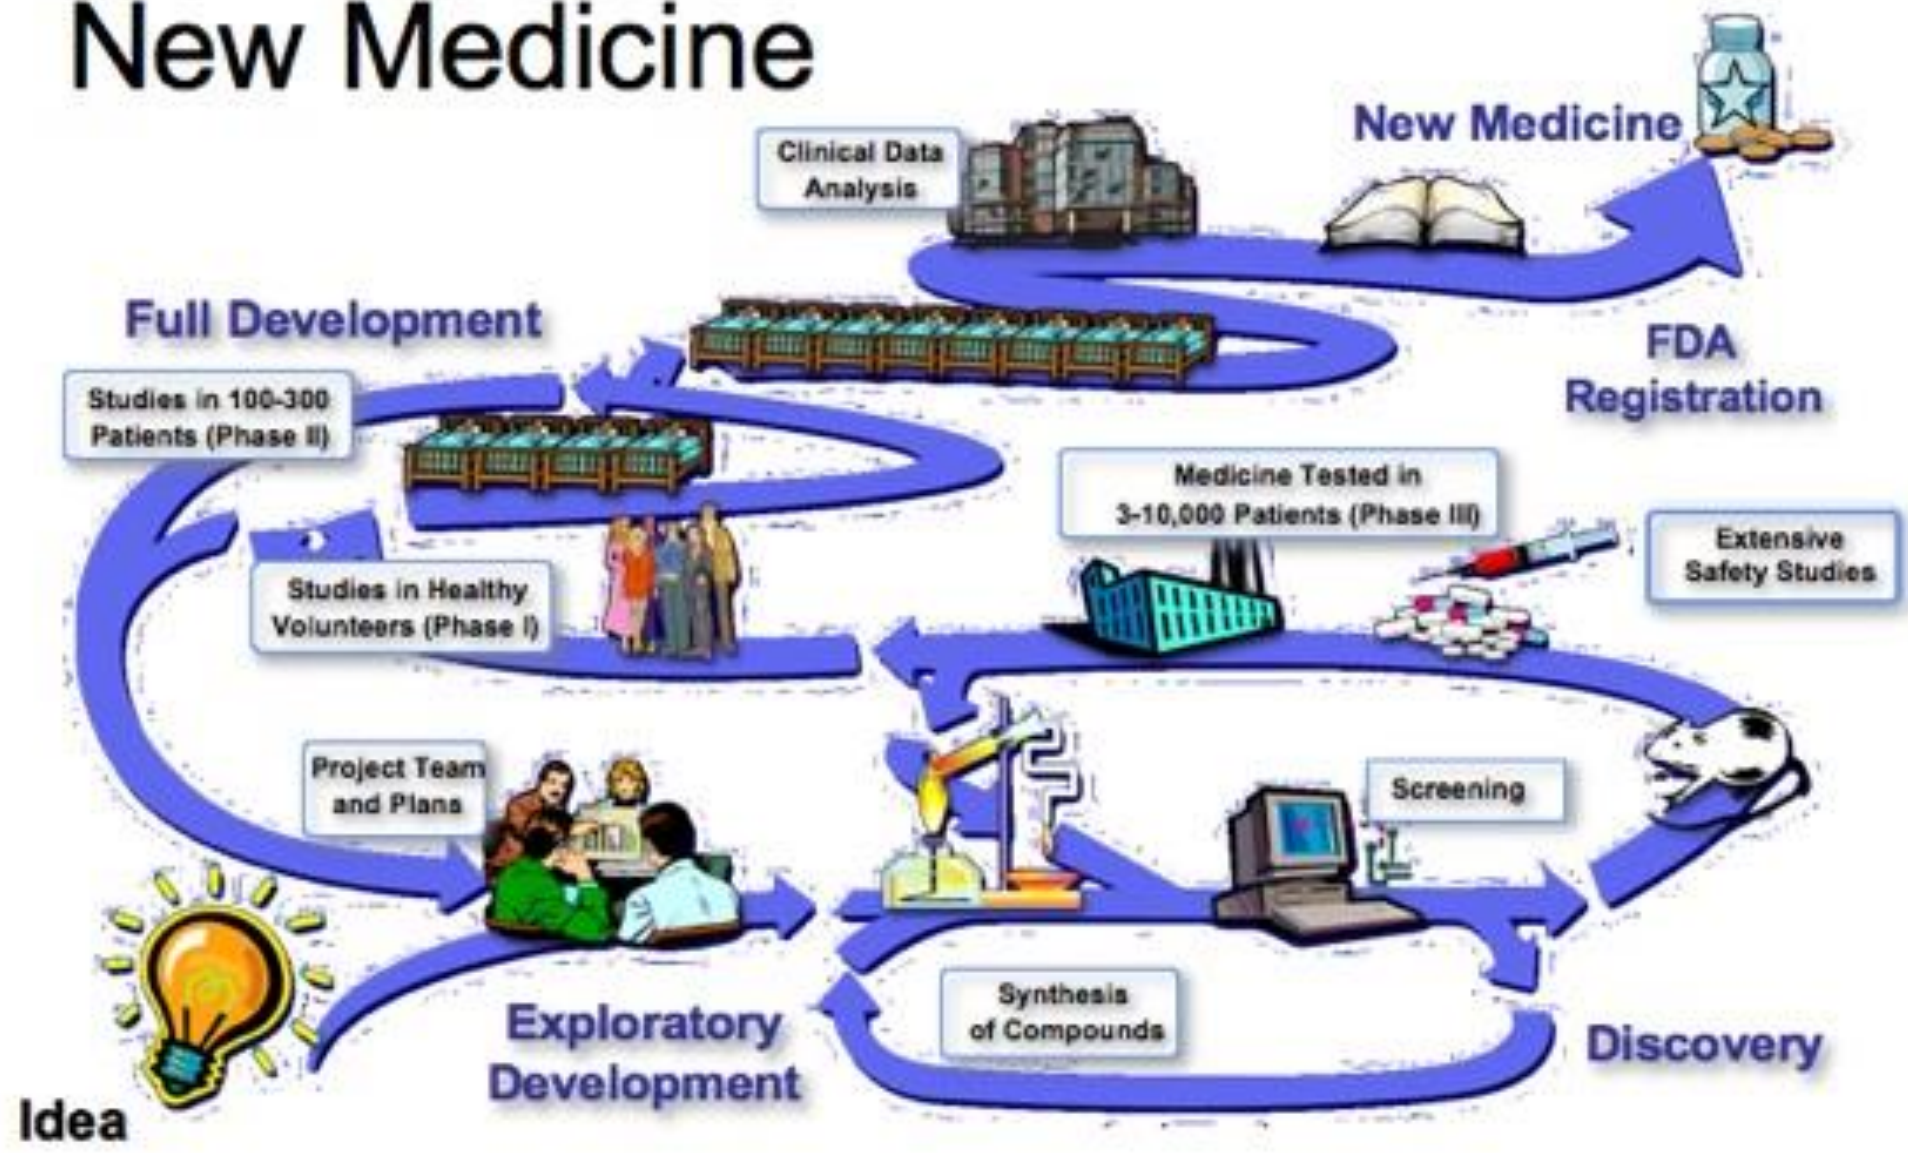 New Medicine
Clinical Data
Analysis
New Medicine
Full Development
FDA
Registration
Studies in 100-300
Patients (Phase II)
Medicine Tested in
3-10,000 Patients (Phase III)
Extensive
Safety Studies
Studies in Healthy
Volunteers (Phase I)
Project Team
and Plans
Screening
Synthesis
of Compounds
Exploratory
Development
Discovery
Idea